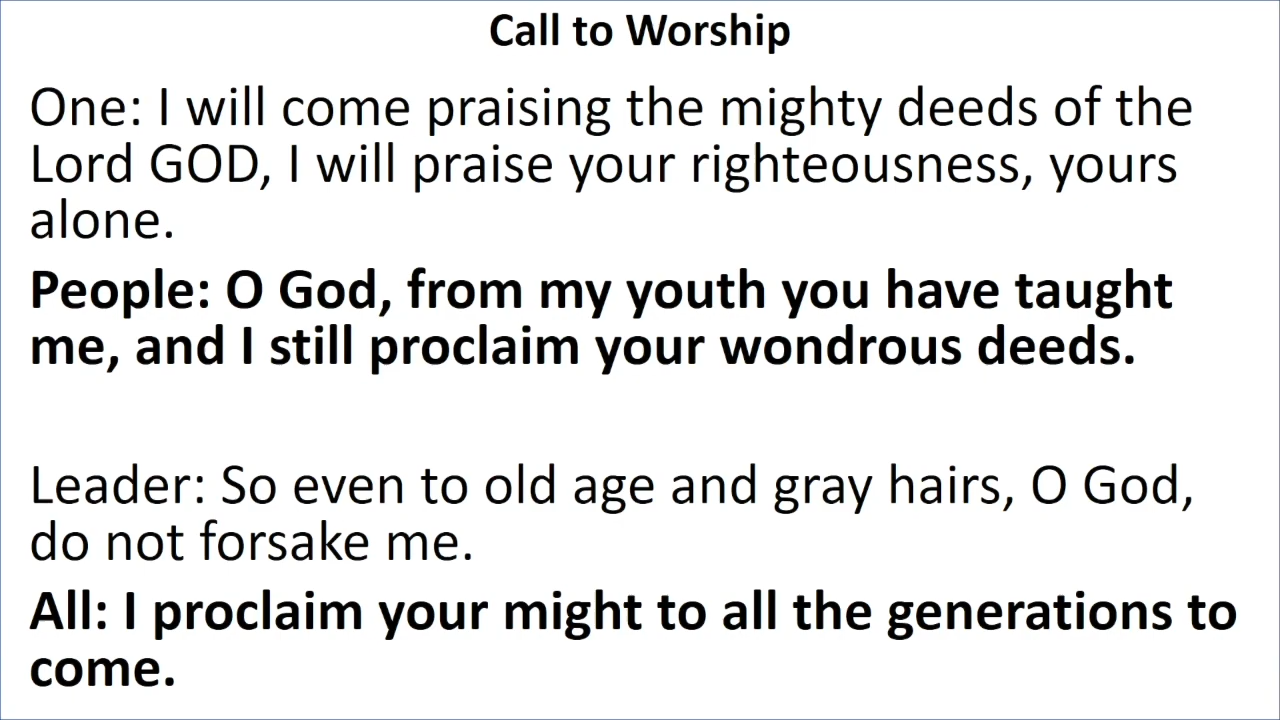 Call to Worship
One: I will come praising the mighty deeds of the
Lord GOD, I will praise your righteousness, yours
alone.
People: O God, from my youth you have taught
me, and I still proclaim your wondrous deeds.
Leader: So even to old age and gray hairs, O God,
do not forsake me.
All: I proclaim your might to all the generations to
come.